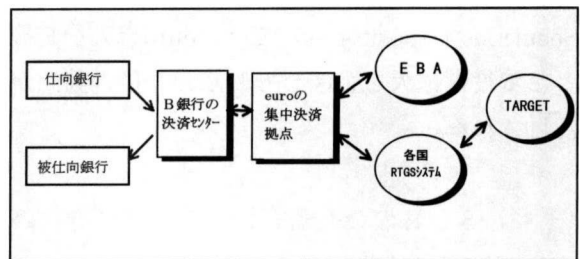 仕向銀行
被仕向銀行
B銀行の
決済ｾﾝﾀｰ
euroの
集中決済
拠点
E B A
各国
RTGSｼｽﾃﾑ
TARGET